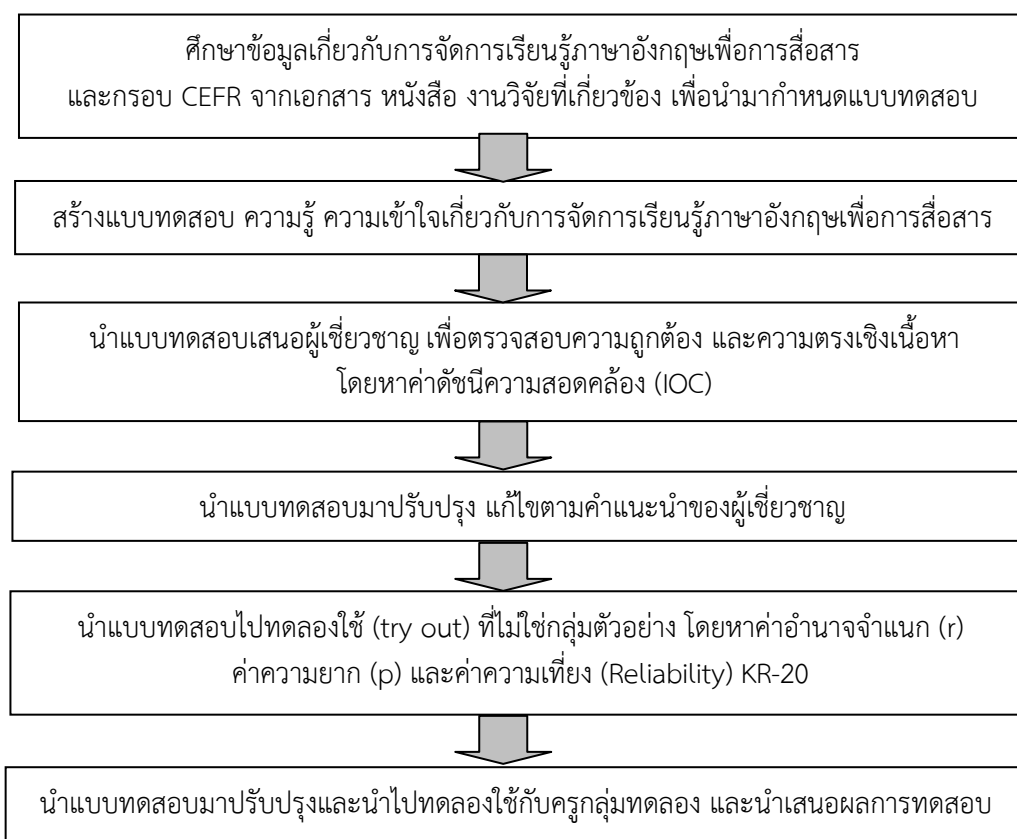 ศึกษาข้อมูลเกี่ยวกับการจัดการเรียนรู้ภาษาอังกฤษเพื่อการสื่อสาร
และกรอบ CEFR จากเอกสาร หนังสือ งานวิจัยที่เกี่ยวข้อง เพื่อนำมากำหนดแบบทดสอบ
สร้างแบบทดสอบ ความรู้ ความเข้าใจเกี่ยวกับการจัดการเรียนรู้ภาษาอังกฤษเพื่อการสื่อสาร
นำแบบทดสอบเสนอผู้เชี่ยวชาญ เพื่อตรวจสอบความถูกต้อง และความตรงเชิงเนื้อหา
โดยหาค่าดัชนีความสอดคล้อง (IOC)
นำแบบทดสอบมาปรับปรุง แก้ไขตามคำแนะนำของผู้เชี่ยวชาญ
นำแบบทดสอบไปทดลองใช้ (try out) ที่ไม่ใช่กลุ่มตัวอย่าง โดยหาค่าอำนาจจำแนก (r)
ค่าความยาก (p) และค่าความเที่ยง (Reliability) KR-20
นำแบบทดสอบมาปรับปรุงและนำไปทดลองใช้กับครูกลุ่มทดลอง และนำเสนอผลการทดสอบ